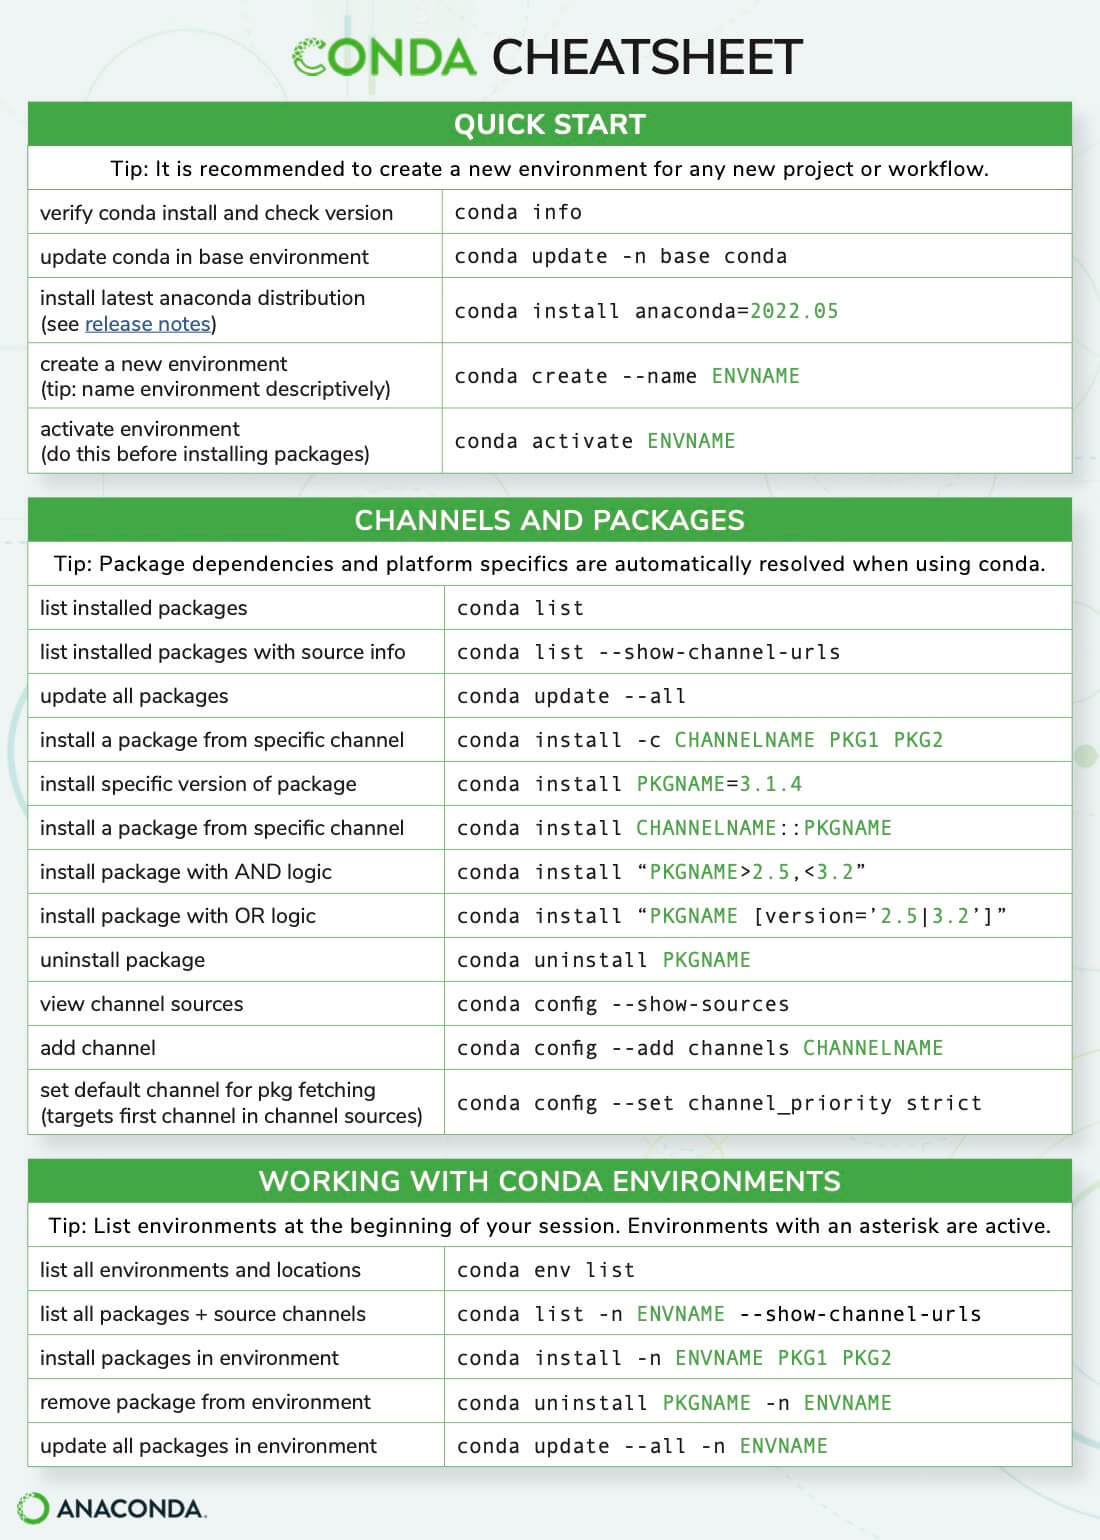 CONDA CHEATSHEET
QUICK START
Tip: It is recommended to create a new environment for any new project or workflow.
verify conda install and check version
conda info
update conda in base environment
conda update -n base conda
install latest anaconda distribution
(see release notes)
conda install anaconda=2022.05
create a new environment
(tip: name environment descriptively)
conda create --name ENVNAME
activate environment
(do this before installing packages)
conda activate ENVNAME
CHANNELS AND PACKAGES
Tip: Package dependencies and platform specifics are automatically resolved when using conda.
list installed packages
conda list
list installed packages with source info
conda list --show-channel-urls
update all packages
conda update --all
install a package from specific channel
conda install -c CHANNELNAME PKG1 PKG2
install specific version of package
conda install PKGNAME=3.1.4
install a package from specific channel
conda install CHANNELNAME::PKGNAME
install package with AND logic
conda install “PKGNAME>2.5,<3.2”
install package with OR logic
conda install “PKGNAME [version=’2.5|3.2’]”
uninstall package
conda uninstall PKGNAME
view channel sources
conda config --show-sources
add channel
conda config --add channels CHANNELNAME
set default channel for pkg fetching
(targets first channel in channel sources)
conda config --set channel_priority strict
WORKING WITH CONDA ENVIRONMENTS
Tip: List environments at the beginning of your session. Environments with an asterisk are active.
list all environments and locations
conda env list
list all packages + source channels
conda list -n ENVNAME --show-channel-urls
install packages in environment
conda install -n ENVNAME PKG1 PKG2
remove package from environment
conda uninstall PKGNAME -n ENVNAME
update all packages in environment
conda update --all -n ENVNAME
ANACONDA.